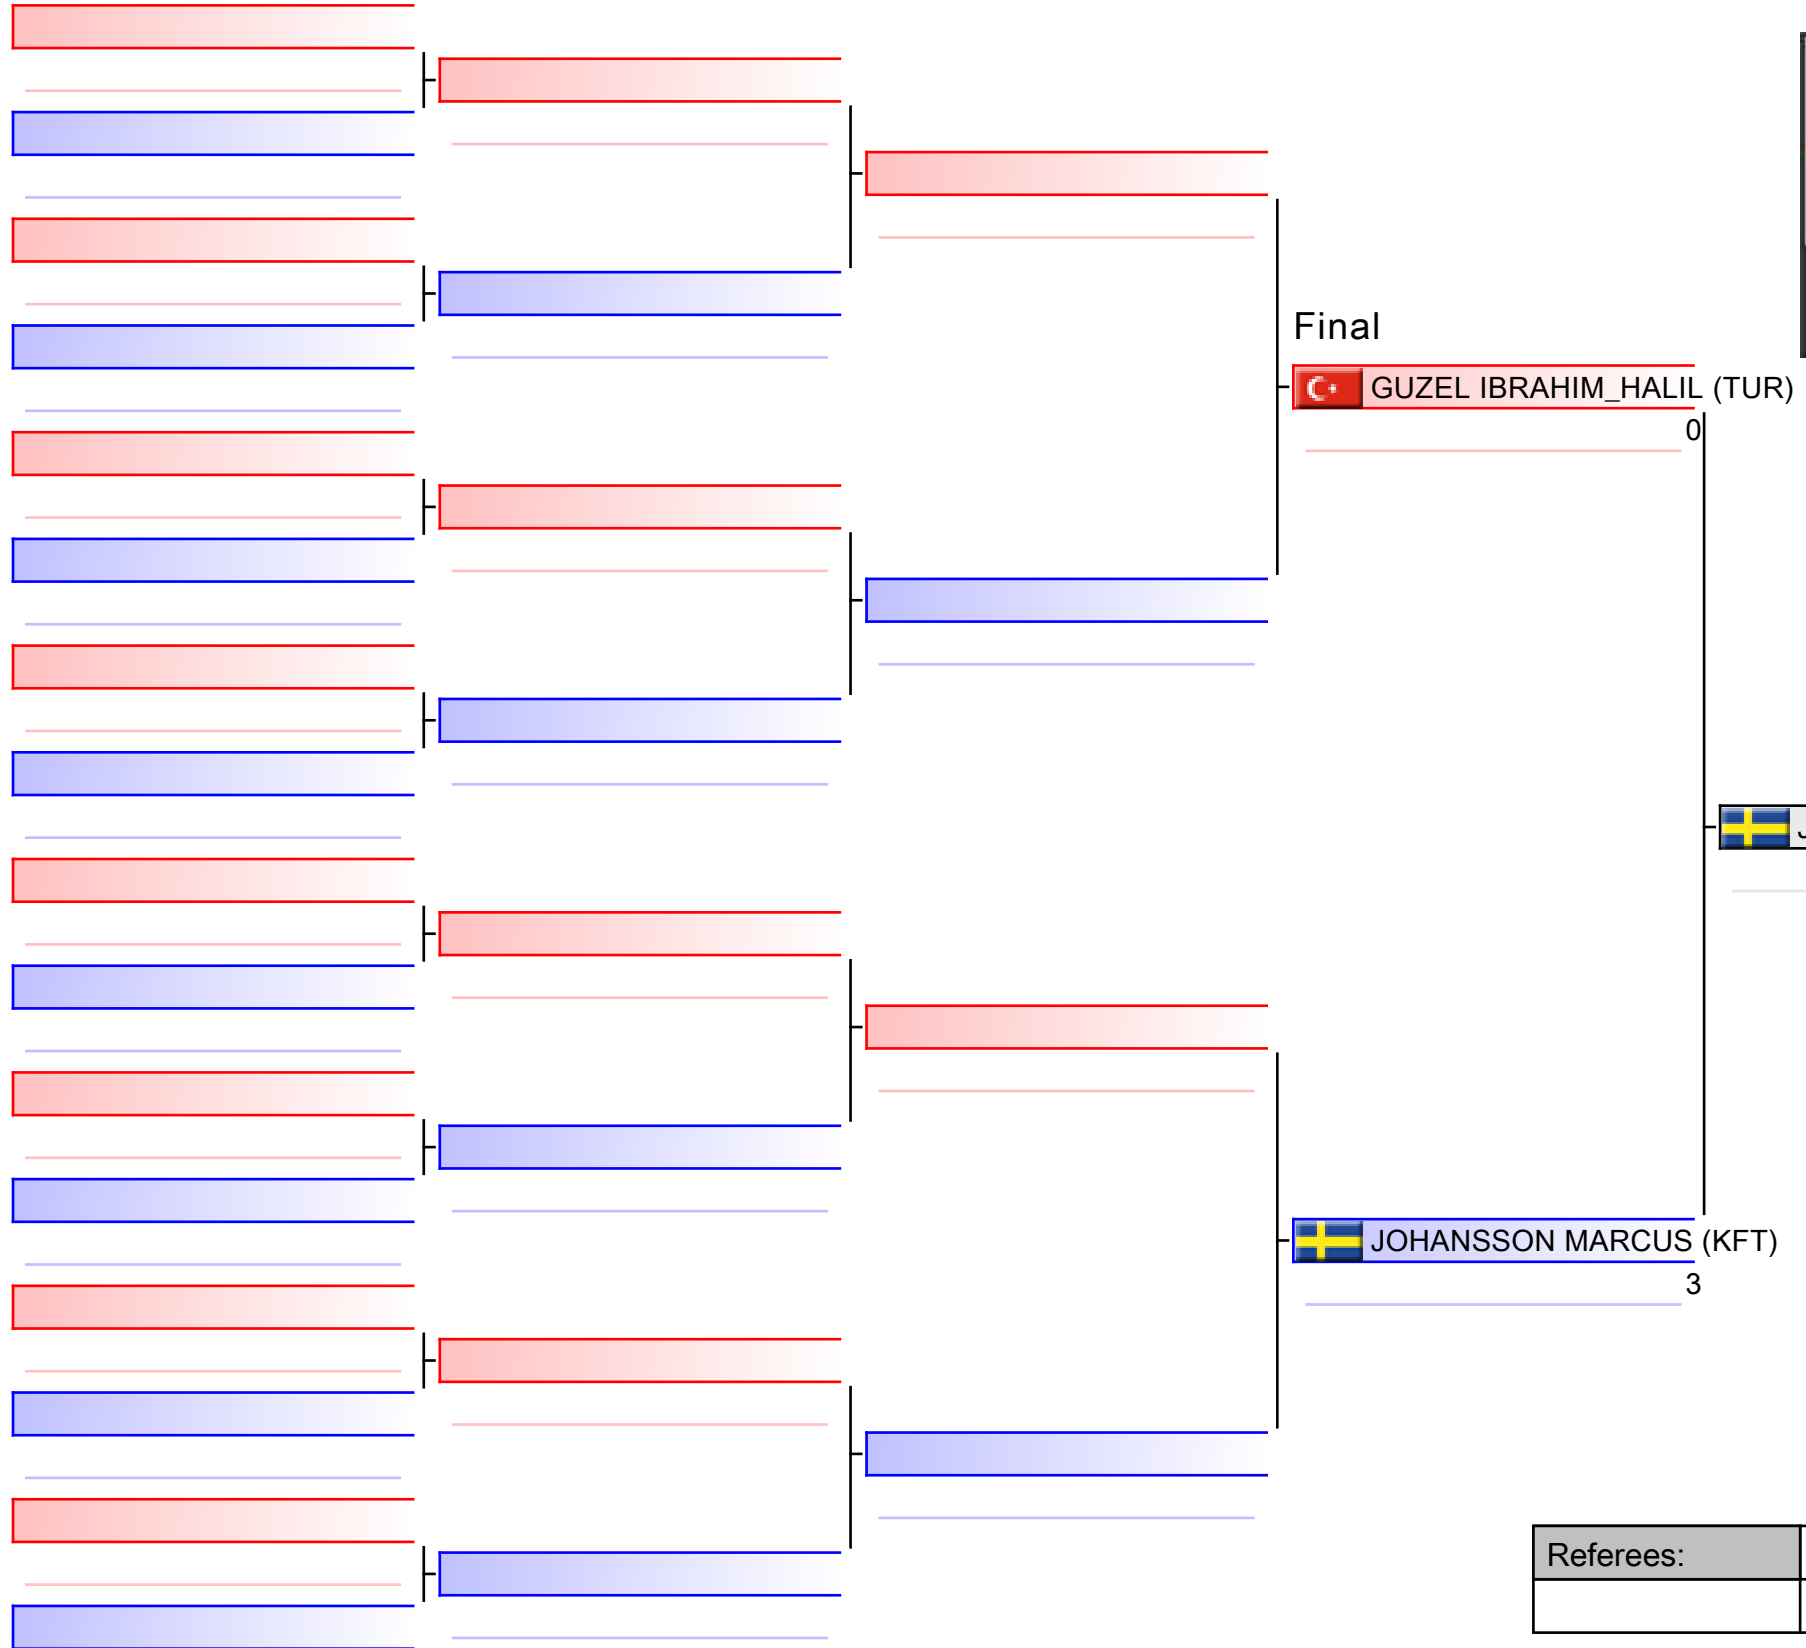 Final
GUZEL IBRAHIM_HALIL (TUR)
0
JOHANSSON MARCUS (KFT)
3
Referees: